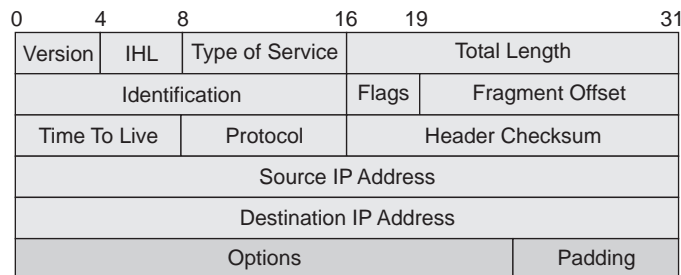 0 4 8 16 19 31
Version IHL Type of Service Total Length
Identification Flags Fragment Offset
Time To Live Protocol Header Checksum
Source IP Address
Destination IP Address
Options Padding